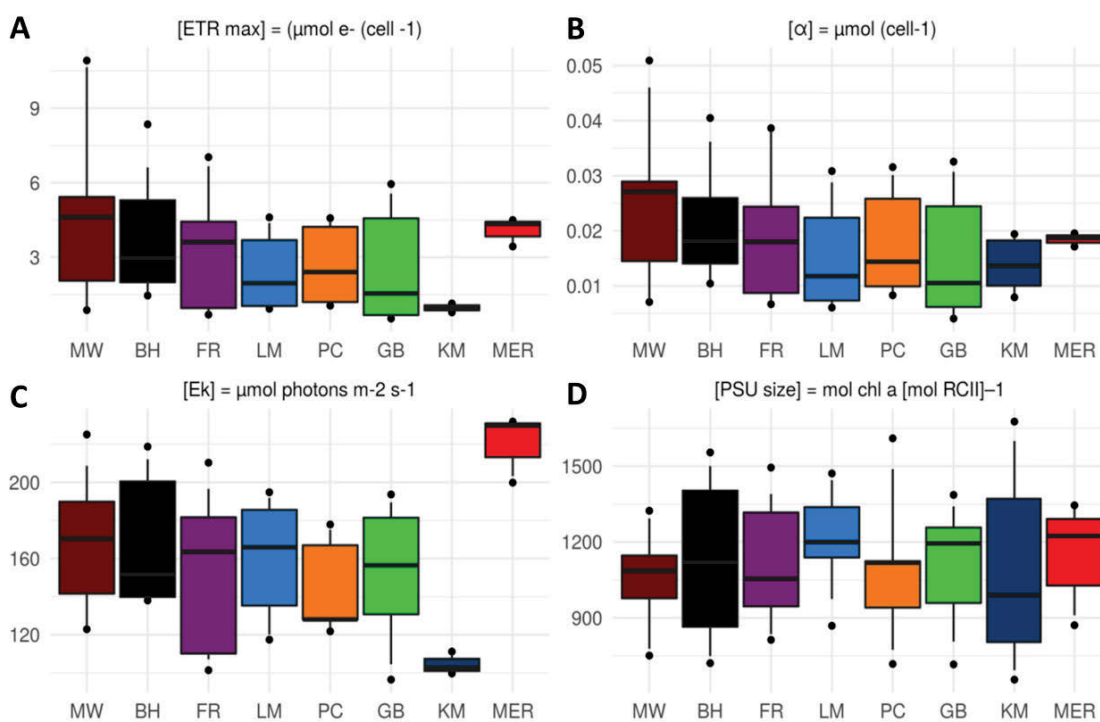 A
[ETR max] = (μmol e- (cell -1)
9
6
3
MW BH FR LM PC GB KM MER
B
[α] = μmol (cell-1)
0.05
0.04
0.03
0.02
0.01
MW BH FR LM PC GB KM MER
C
[Ek] = μmol photons m-2 s-1
200
160
120
MW BH FR LM PC GB KM MER
D
[PSU size] = mol chl a [mol RCII]–1
1500
1200
900
MW BH FR LM PC GB KM MER